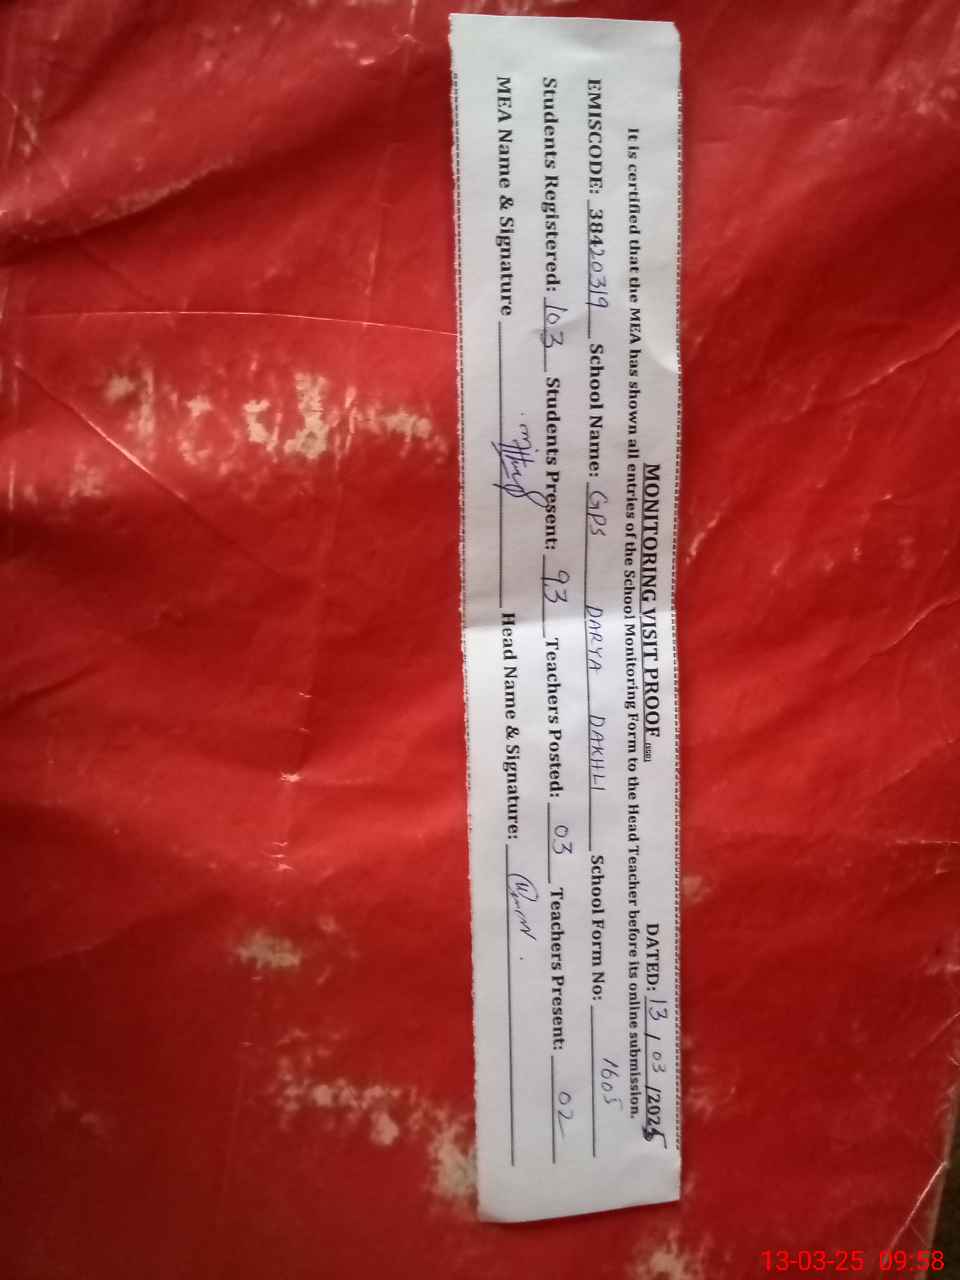 MONITORING VISIT PROOF DATED: 13 / 03 /2025
It is certified that the MEA has shown all entries of the School Monitoring Form to the Head Teacher before its online submission.
EMISCODE: 38420319 School Name: GPS DARYA DAKHLI School Form No: 1605
Students Registered: 103 Students Present: 93 Teachers Posted: 03 Teachers Present: 02
MEA Name & Signature Head Name & Signature:
13-03-25 09:58